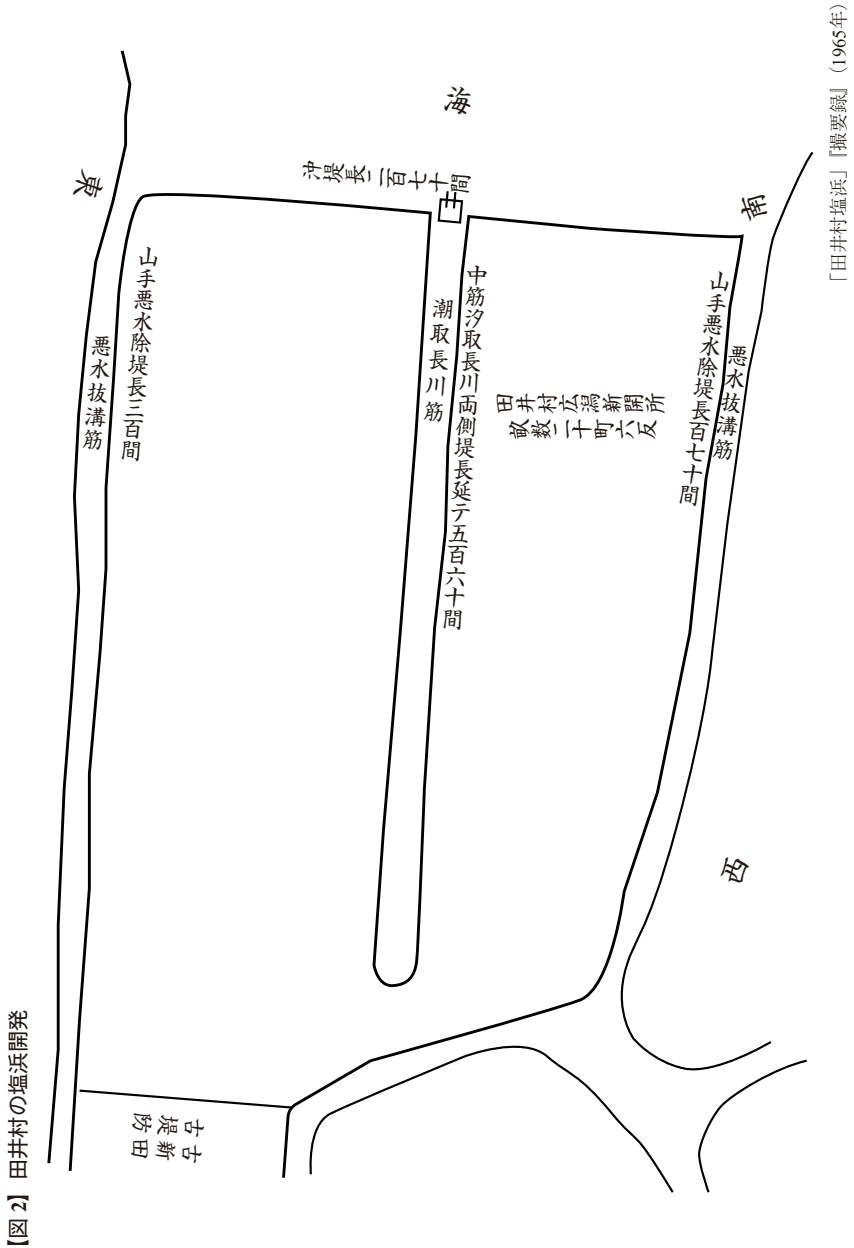 「田井村塩浜」『撮要録』（1965年）
海
東
沖堤長二百七十間
南
山手悪水除堤長三百間
悪水抜溝筋
潮取長川筋
中筋汐取長川両側堤長延テ五百六十間
田井村広潟新開所
畝数二十町六反
山手悪水除堤長百七十間
悪水抜溝筋
西
古新田
古堤防
【図2】 田井村の塩浜開発